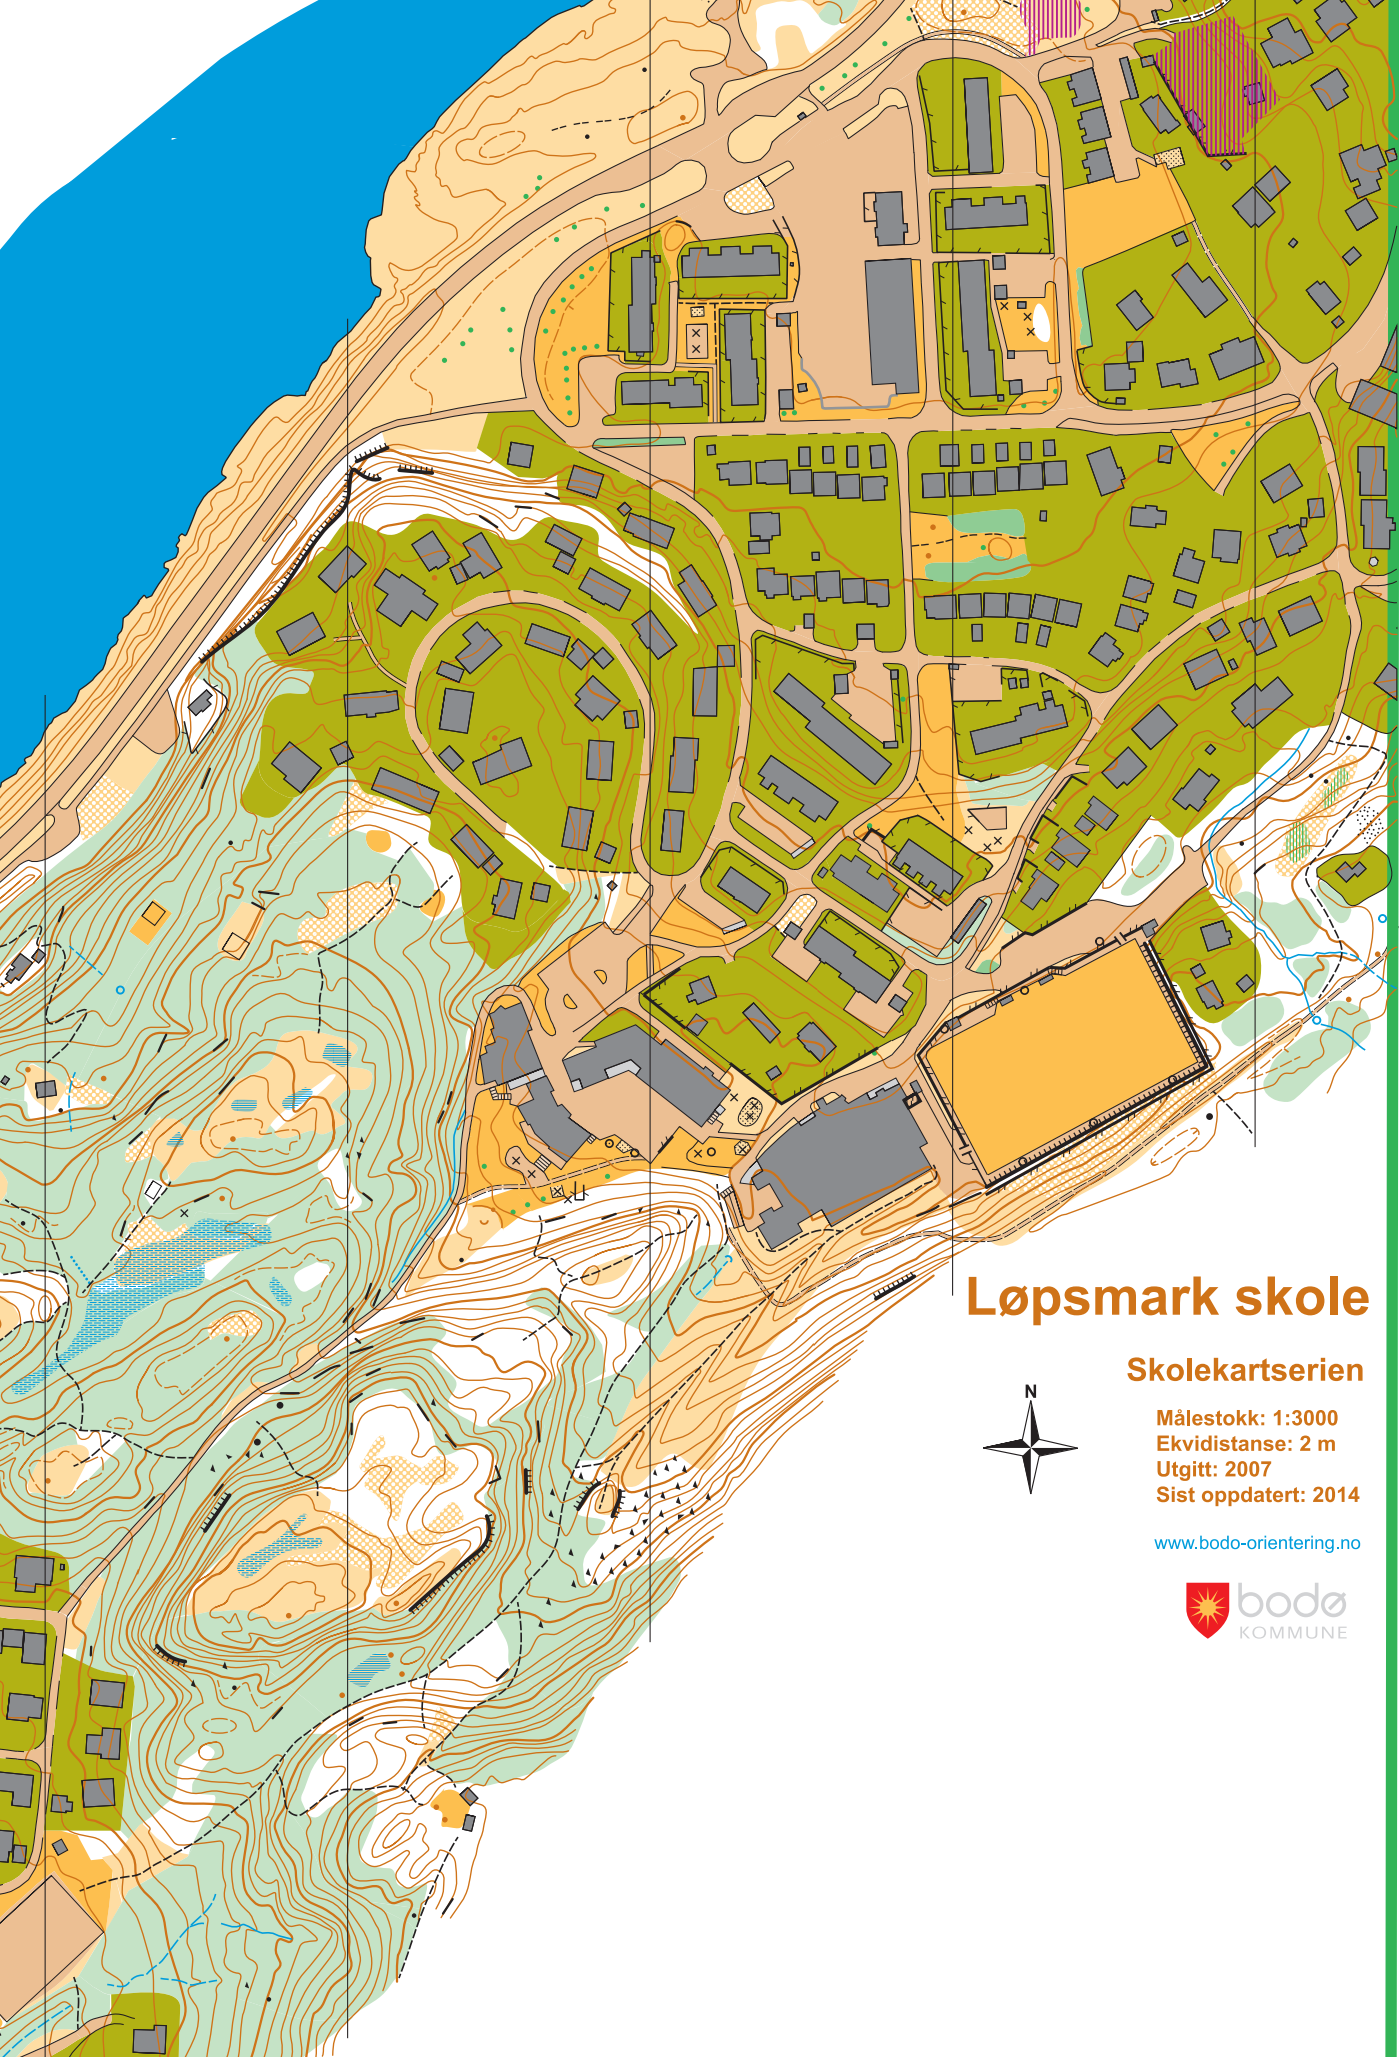 Løpsmark skole
Skolekartserien
N
Målestokk: 1:3000
Ekvidistanse: 2 m
Utgitt: 2007
Sist oppdatert: 2014
www.bodo-orientering.no
bodø
KOMMUNE